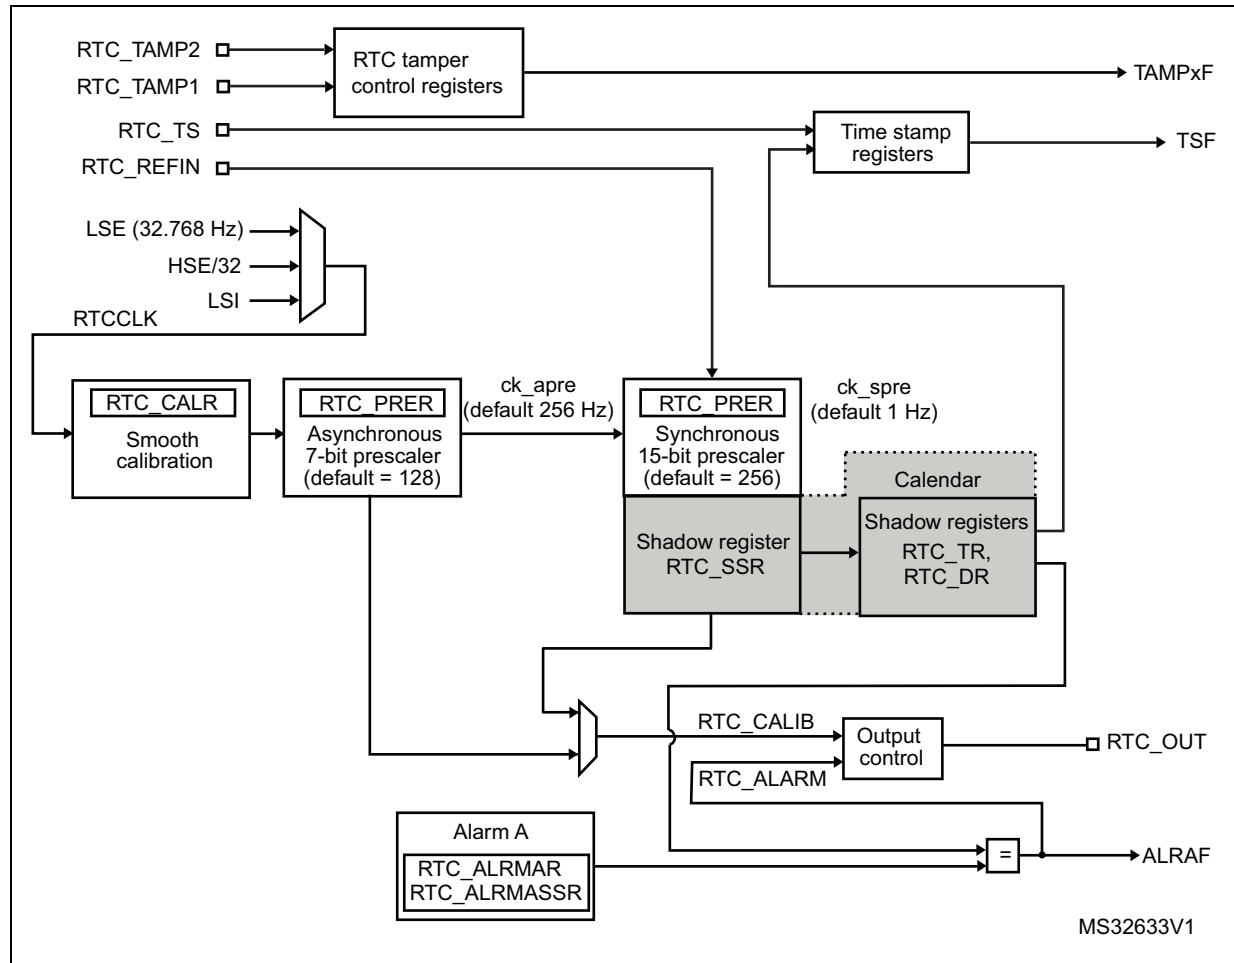 RTC_TAMP2
RTC_TAMP1
RTC_TS
RTC_REFIN
RTC tamper
control registers
TAMPxF
Time stamp
registers
TSF
LSE (32.768 Hz)
HSE/32
LSI
RTCCLK
RTC_CALR
Smooth
calibration
RTC_PRER
Asynchronous
7-bit prescaler
(default = 128)
ck_apre
(default 256 Hz)
RTC_PRER
Synchronous
15-bit prescaler
(default = 256)
ck_spre
(default 1 Hz)
Calendar
Shadow register
RTC_SSR
Shadow registers
RTC_TR,
RTC_DR
RTC_CALIB
RTC_ALARM
Output
control
RTC_OUT
Alarm A
RTC_ALRMAR
RTC_ALRMASSR
=
ALRAF
MS32633V1